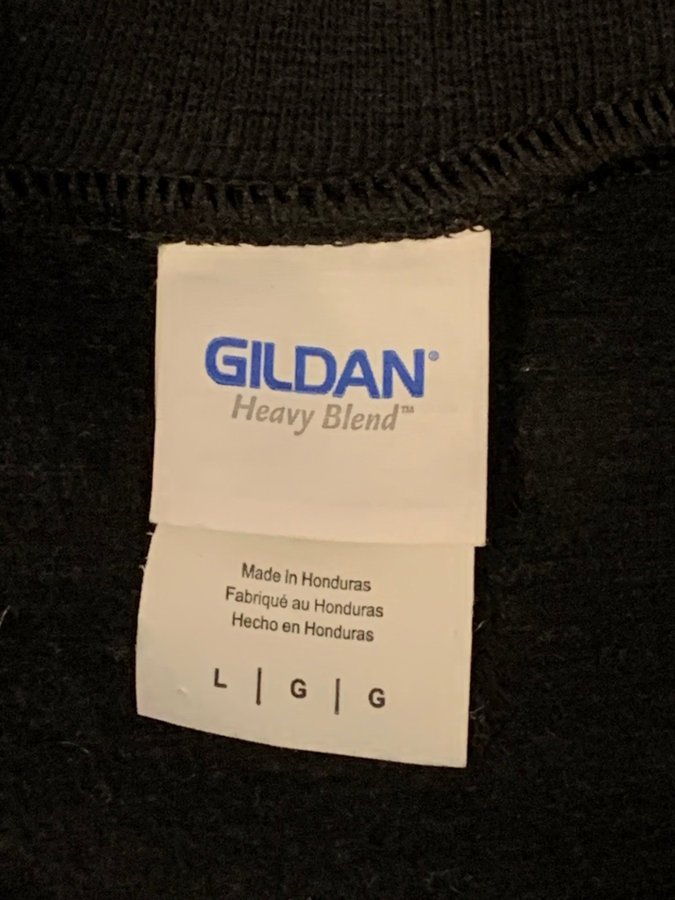 GILDAN®
Heavy Blend™
Made in Honduras
Fabriqué au Honduras
Hecho en Honduras
L | G | G